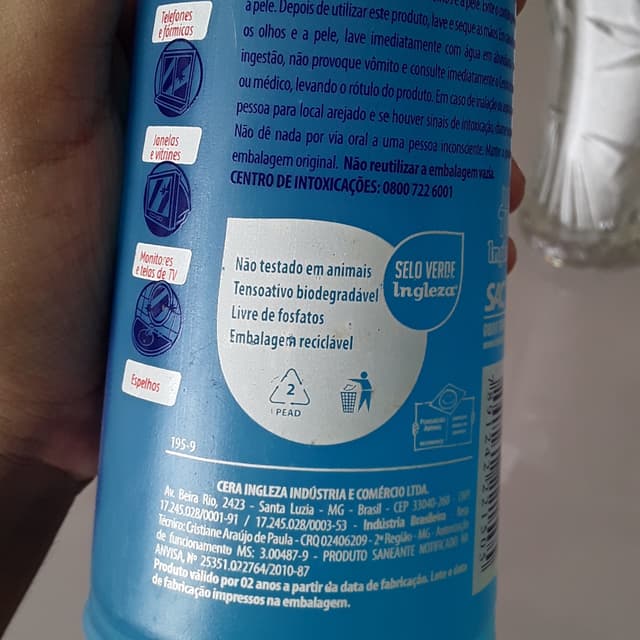 Telefones
e fórmicas
Janelas
e vitrines
Monitores
e telas de TV
Espelhos
a pele. Depois de utilizar este produto, lave e seque as mãos.
os olhos e a pele, lave imediatamente com água em
ingestão, não provoque vômito e consulte imediatamente o
ou médico, levando o rótulo do produto. Em caso de inalação ou
pessoa para local arejado e se houver sinais de intoxicação,
Não dê nada por via oral a uma pessoa inconsciente.
embalagem original. Não reutilizar a embalagem vazia.
CENTRO DE INTOXICAÇÕES: 0800 722 6001
Não testado em animais
Tensoativo biodegradável
Livre de fosfatos
Embalagem reciclável
SELO VERDE
Ingleza
2
PEAD
195-9
CERA INGLEZA INDÚSTRIA E COMÉRCIO LTDA.
Av. Beira Rio, 2423 - Santa Luzia - MG - Brasil - CEP 33040-260
17.245.028/0001-91 / 17.245.028/0003-53 - Indústria Brasileira
Técnico: Cristiane Araújo de Paula - CRQ 02406209 - 2ª Região - MG
de funcionamento MS: 3.00487-9 - PRODUTO SANEANTE NOTIFICADO NA
ANVISA, Nº 25351.022764/2010-87
Produto válido por 02 anos a partir da data de fabricação. Lote e data
de fabricação impressos na embalagem.